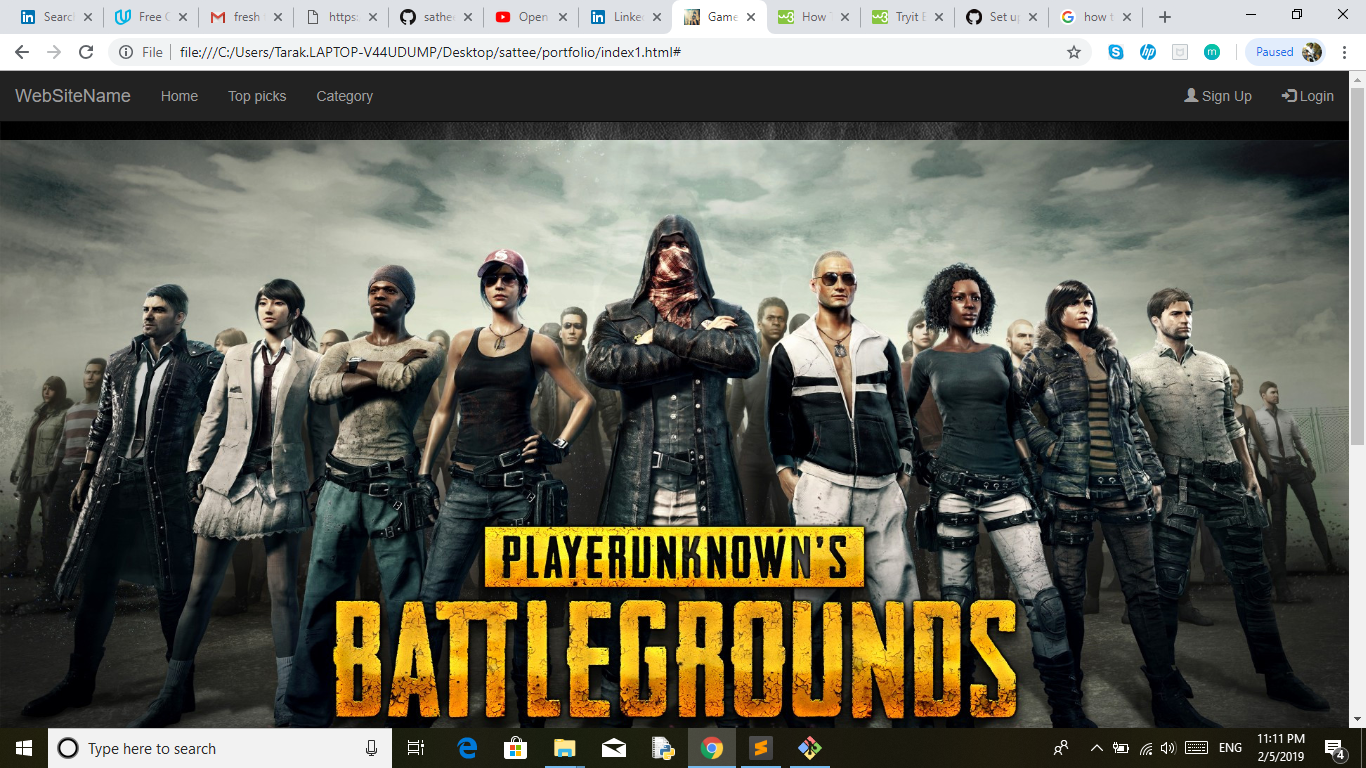 Search
Free C
fresh
https:
sathe
Open
Linke
Game
How T
Tryit E
Set up
how t
File file:///C:/Users/Tarak.LAPTOP-V44UDUMP/Desktop/sattee/portfolio/index1.html#
Paused
WebSiteName Home Top picks Category Sign Up Login
PLAYERUNKNOWN'S
BATTLEGROUNDS
Type here to search
ENG
11:11 PM
2/5/2019
4